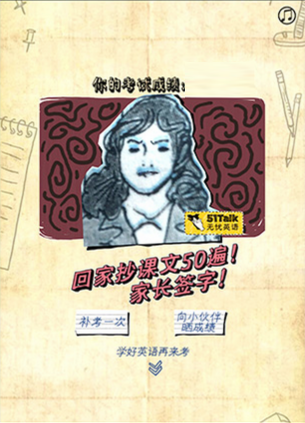 你的考试成绩：
51Talk
无忧英语
回家抄课文50遍！
家长签字！
补考一次
向小伙伴
晒成绩
学好英语再来考